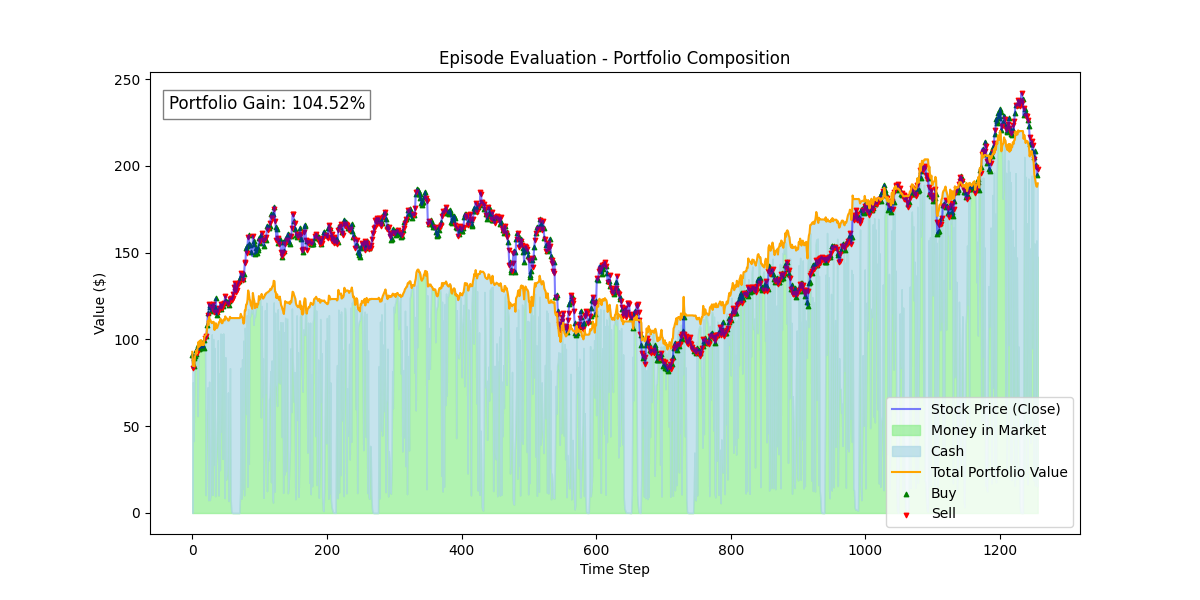 Episode Evaluation - Portfolio Composition
Portfolio Gain: 104.52%
Value ($)
250
200
150
100
50
0
0 200 400 600 800 1000 1200
Time Step
Stock Price (Close)
Money in Market
Cash
Total Portfolio Value
Buy
Sell